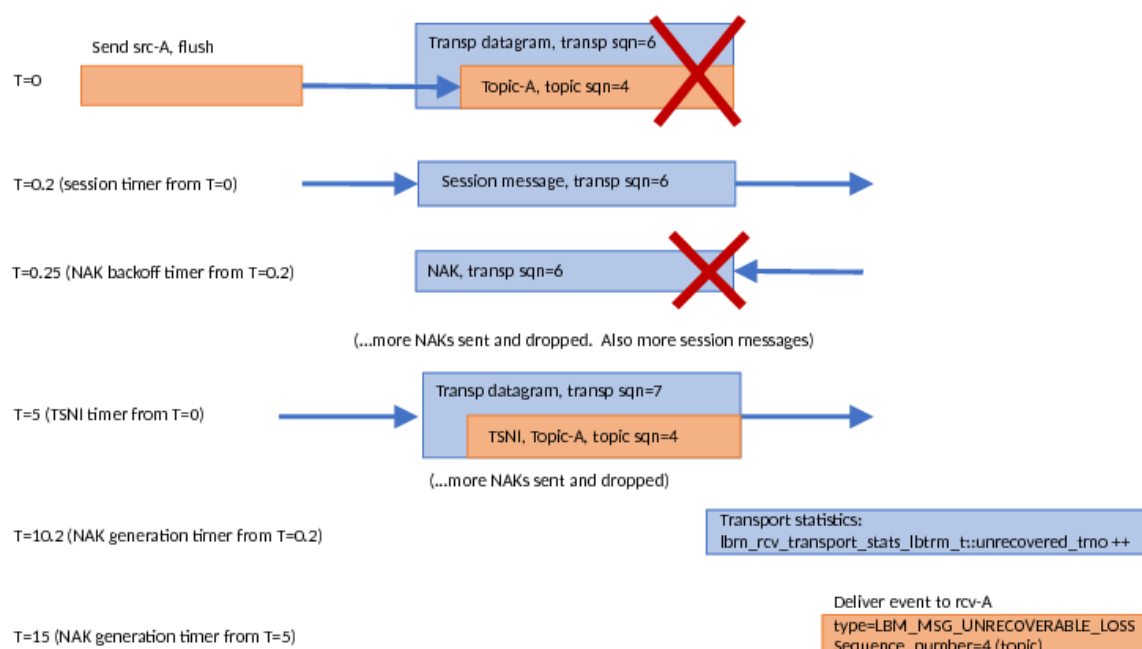 Send src-A, flush
Transp datagram, transp sqn=6
T=0
Topic-A, topic sqn=4
T=0.2 (session timer from T=0)
Session message, transp sqn=6
T=0.25 (NAK backoff timer from T=0.2)
NAK, transp sqn=6
(...more NAKs sent and dropped.  Also more session messages)
Transp datagram, transp sqn=7
T=5 (TSNI timer from T=0)
TSNI, Topic-A, topic sqn=4
(...more NAKs sent and dropped)
Transport statistics:
T=10.2 (NAK generation timer from T=0.2)
lbm_rcv_transport_stats_lbtrm_t::unrecovered_tmo ++
Deliver event to rcv-A
type=LBM_MSG_UNRECOVERABLE_LOSS
T=15 (NAK generation timer from T=5)
Sequence_number=4 (topic)